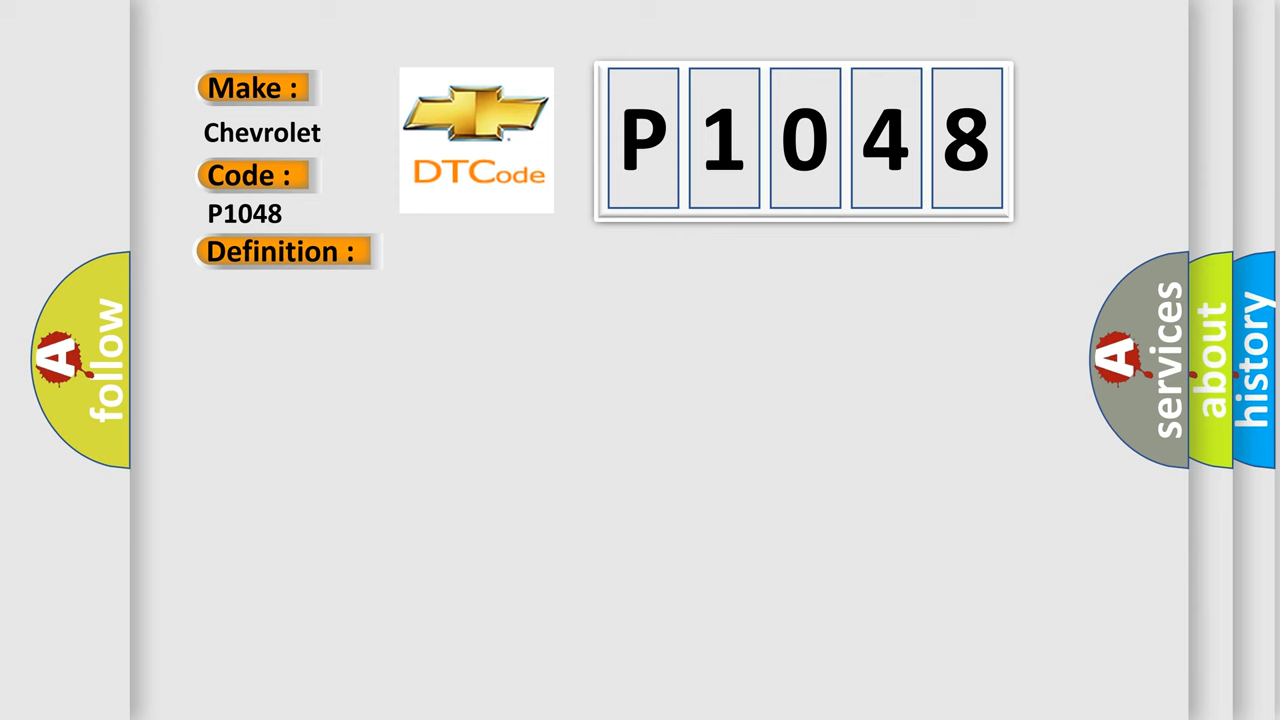 Make :
Chevrolet
Code :
P1048
Definition :
DTCode
P 1 0 4 8
A follow
A services
about
history